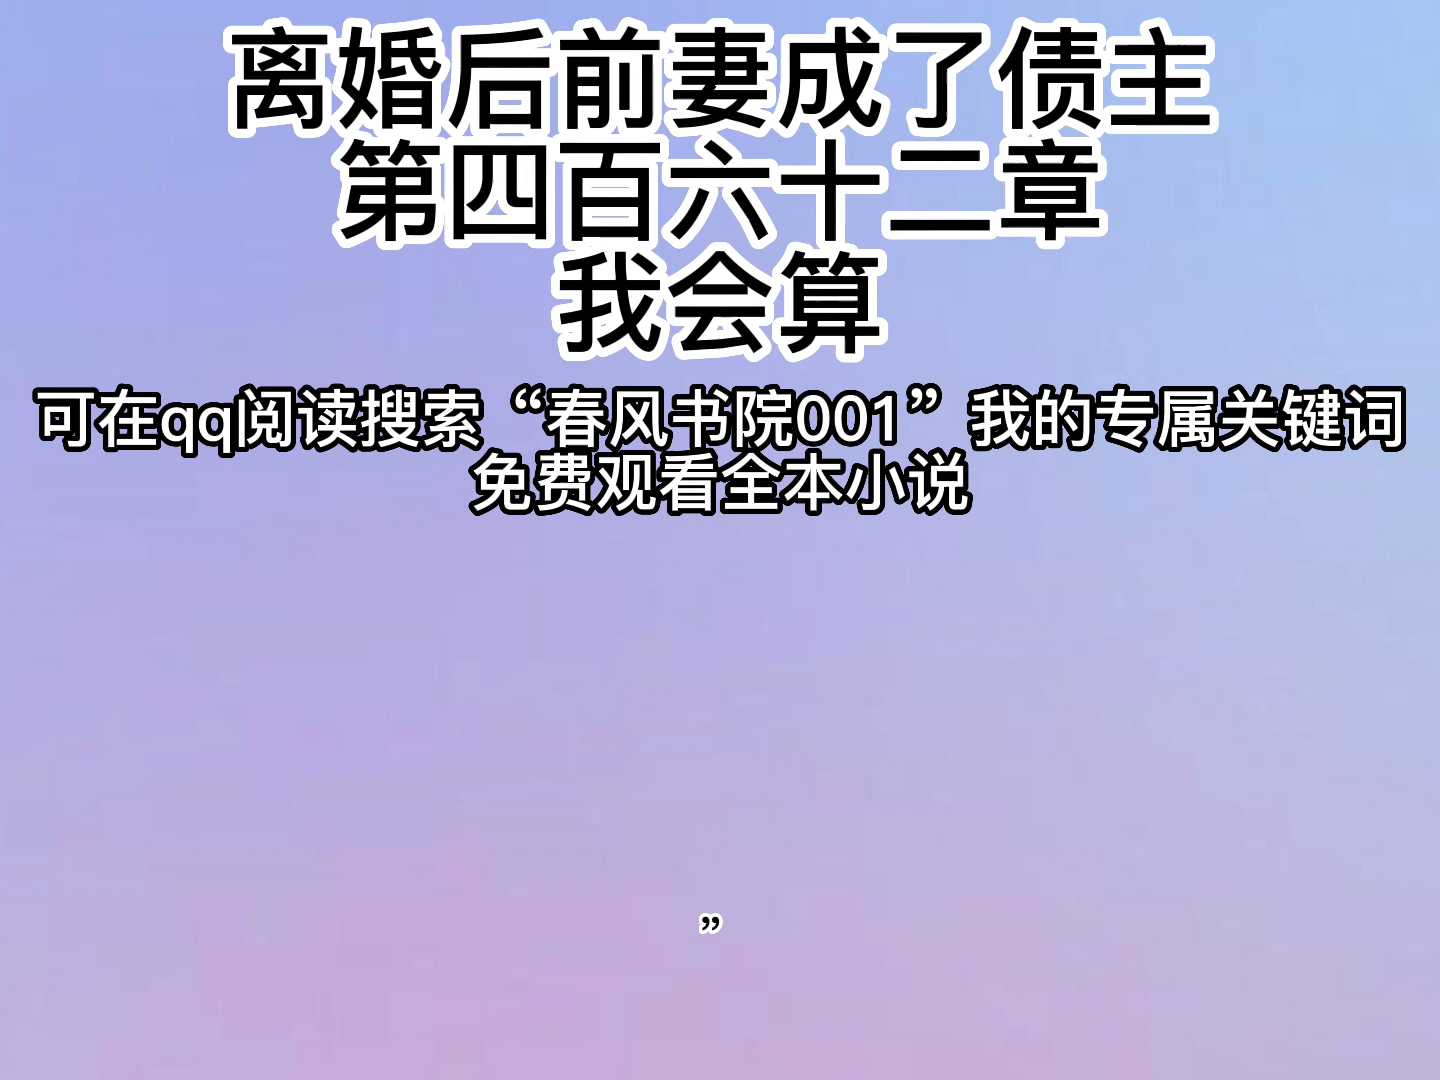 离婚后前妻成了债主
第四百六十二章
我会算
可在qq阅读搜索“春风书院001”我的专属关键词
免费观看全本小说
”